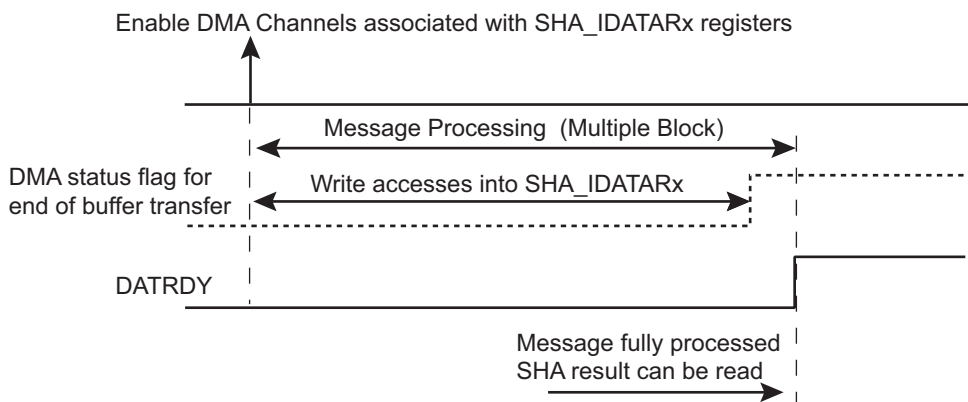 Enable DMA Channels associated with SHA_IDATARx registers
Message Processing (Multiple Block)
DMA status flag for
end of buffer transfer
Write accesses into SHA_IDATARx
DATRDY
Message fully processed
SHA result can be read